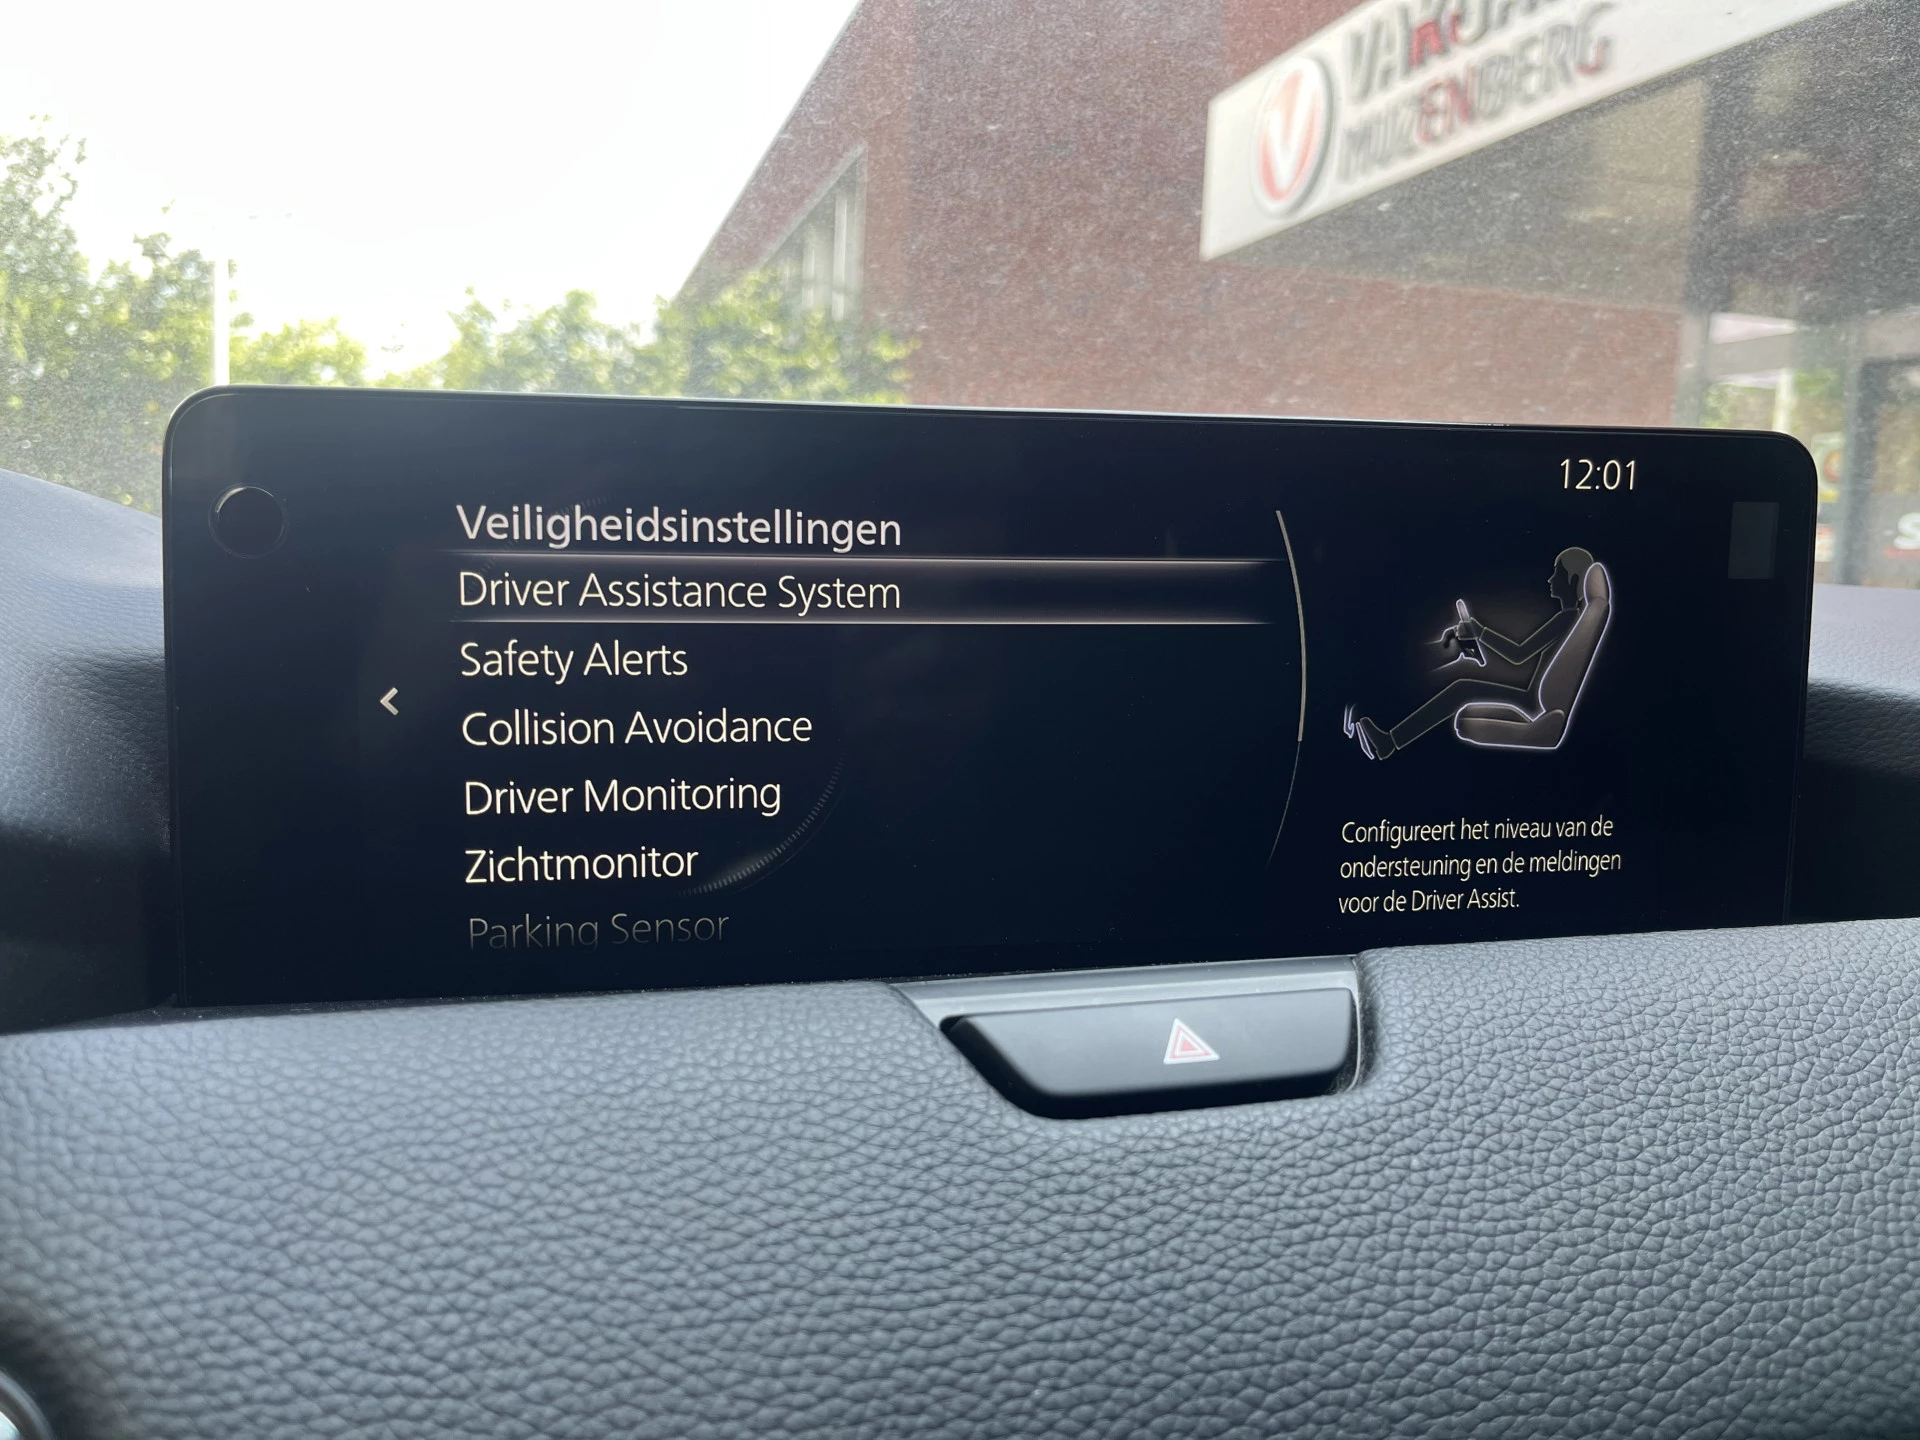 MUIZENBERG
12:01
Veiligheidsinstellingen
Driver Assistance System
Safety Alerts
Collision Avoidance
Driver Monitoring
Zichtmonitor
Parking Sensor
Configureert het niveau van de
ondersteuning en de meldingen
voor de Driver Assist.